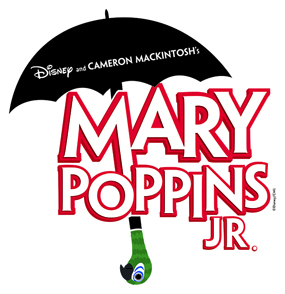 Disney and CAMERON MACKINTOSH's
MARY
POPPINS
JR.